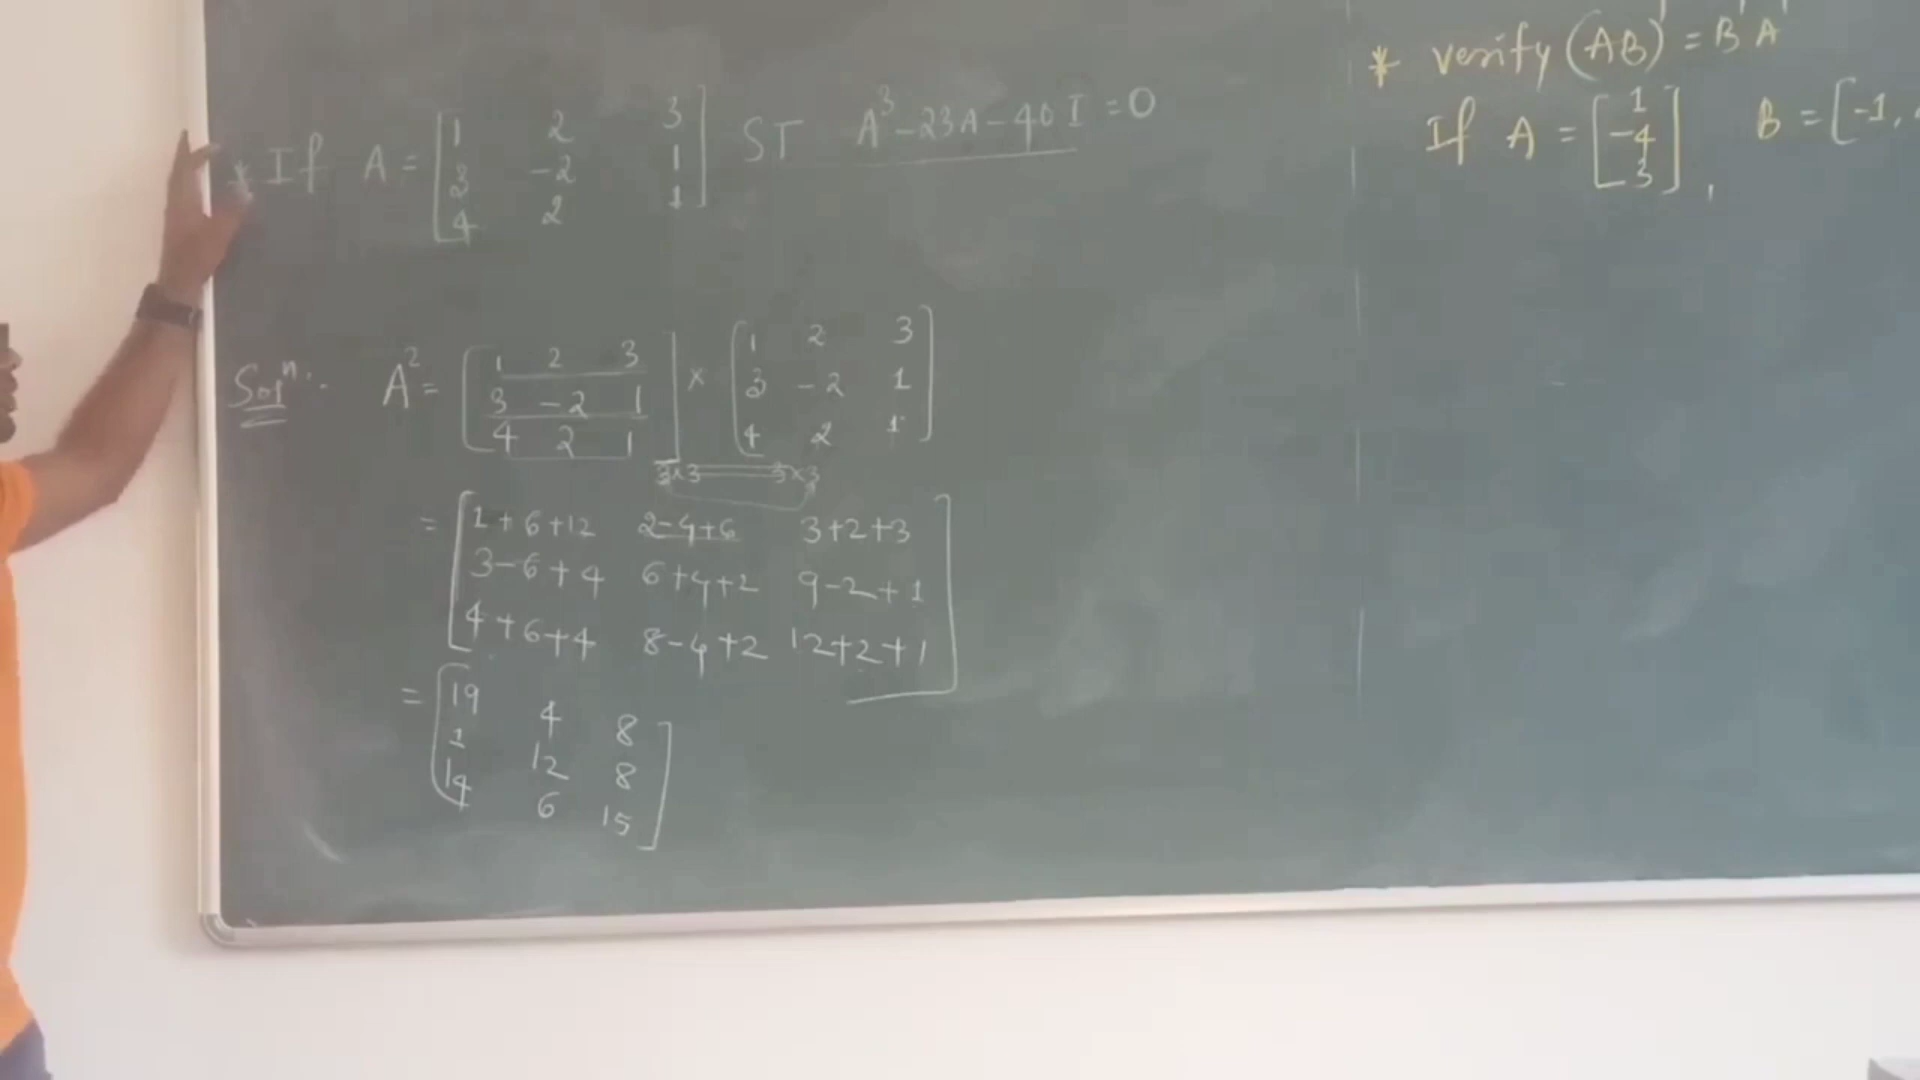 * If A = [ 1 2 3 ST A³-23A-40I=0
3 -2 1
4 2 1 ]
Solⁿ:- A² = [ 1 2 3 × [ 1 2 3
3 -2 1 3 -2 1
4 2 1 ] 4 2 1 ]
3×3 3×3
= [ 1+6+12 2-4+6 3+2+3
3-6+4 6+4+2 9-2+1
4+6+4 8-4+2 12+2+1 ]
= [ 19 4 8
1 12 8
14 6 15 ]
* Verify (AB)' = B'A'
If A = [ 1 B = [-1,
-4
3 ],